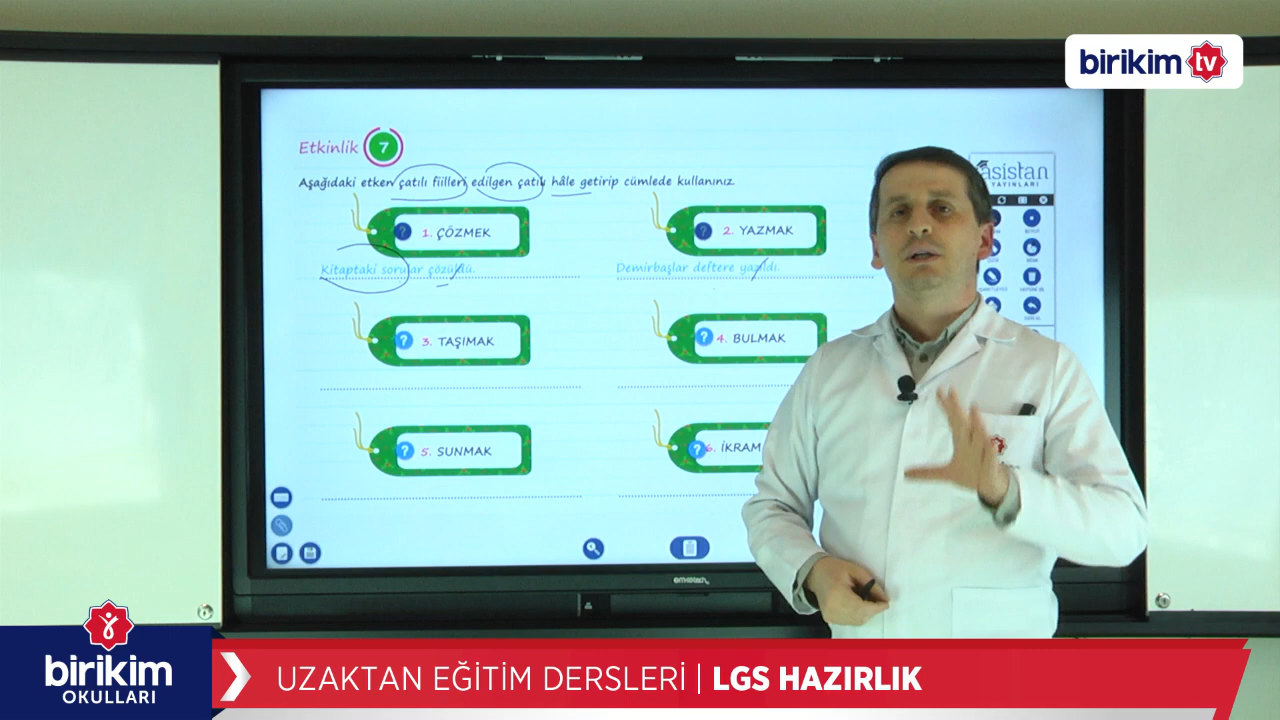 birikim tv
Etkinlik 7
Aşağıdaki etken çatılı fiilleri edilgen çatılı hâle getirip cümlede kullanınız.
asistan
YAYINLARI
? 1. ÇÖZMEK
? 2. YAZMAK
Kitaptaki sorular çözüldü.
Demirbaşlar deftere yazıldı.
? 3. TAŞIMAK
? 4. BULMAK
? 5. SUNMAK
? 6. İKRAM
birikim
OKULLARI
UZAKTAN EĞİTİM DERSLERİ | LGS HAZIRLIK